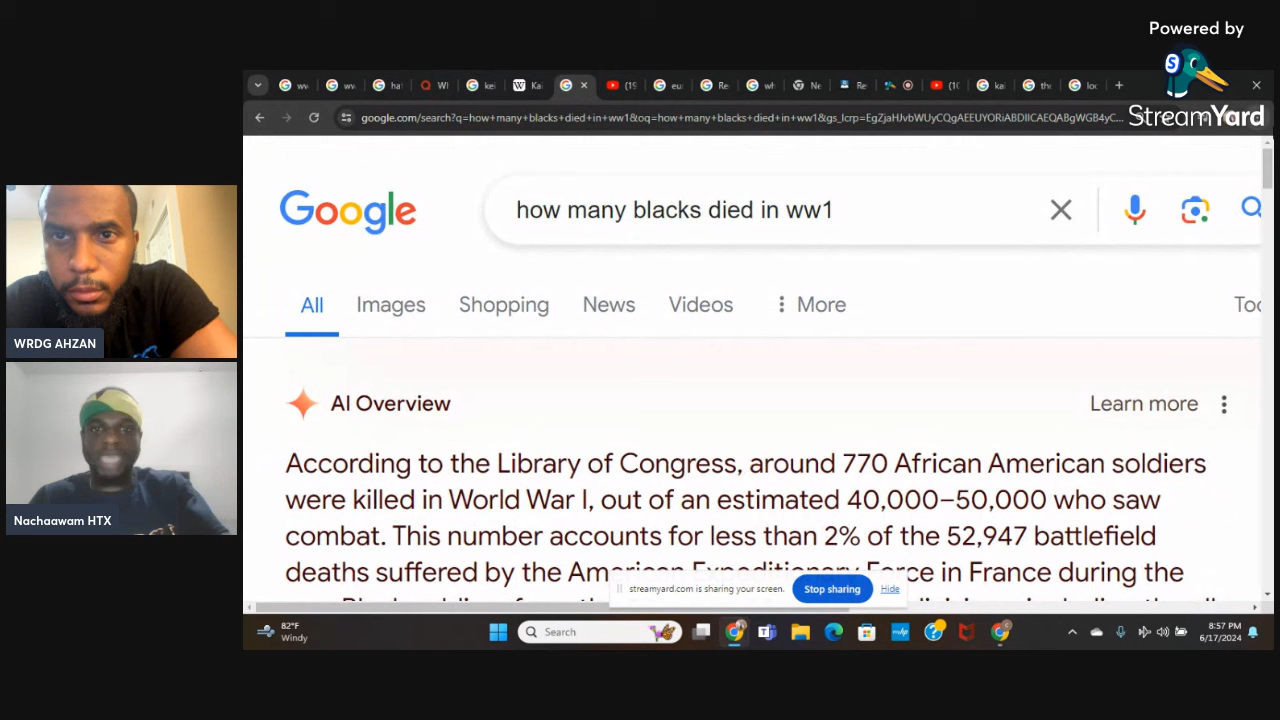 Powered by
StreamYard
WRDG AHZAN
Nachaawam HTX
google.com/search?q=how+many+blacks+died+in+ww1&oq=how+many+blacks+died+in+ww1&gs_lcrp=
Google
how many blacks died in ww1
All Images Shopping News Videos More
AI Overview
Learn more
According to the Library of Congress, around 770 African American soldiers
were killed in World War I, out of an estimated 40,000–50,000 who saw
combat. This number accounts for less than 2% of the 52,947 battlefield
deaths suffered by the American Expeditionary Force in France during the
streamyard.com is sharing your screen.
Stop sharing
Hide
82°F
Windy
Search
8:57 PM
6/17/2024